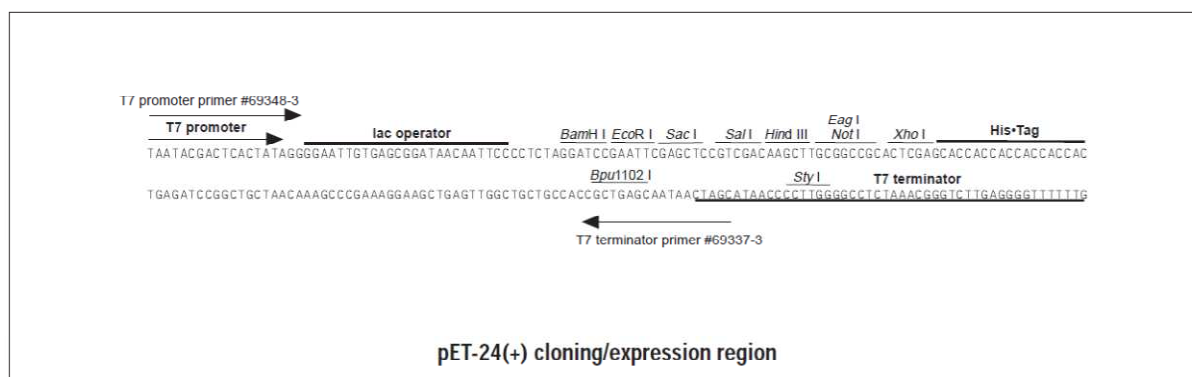 T7 promoter primer #69348-3
T7 promoter
lac operator
BamH I EcoR I Sac I Sal I Hind III
Eag I
Not I
Xho I
His•Tag
TAATACGACTCACTATAGGGGAATTGTGAGCGGATAACAATTCCCCTCTAGGATCCGAATTCGAGCTCCGTCGACAAGCTTGCGGCCGCACTCGAGCACCACCACCACCACCAC
Bpu1102 I
Sty I
T7 terminator
TGAGATCCGGCTGCTAACAAAGCCCGAAAGGAAGCTGAGTTGGCTGCTGCCACCGCTGAGCAATAACTAGCATAACCCCTTGGGGCCTCTAAACGGGTCTTGAGGGGTTTTTTG
T7 terminator primer #69337-3
pET-24(+) cloning/expression region